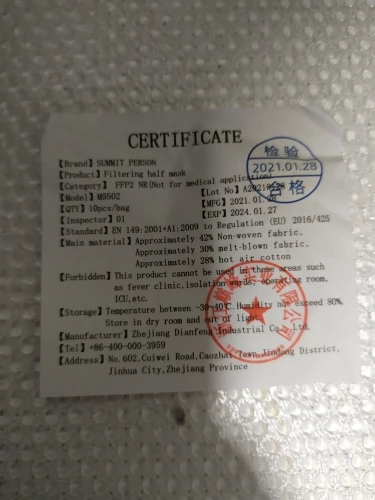 CERTIFICATE
【Brand】SUMMIT PERSON
【Product】Filtering half mask
【Category】 FFP2 NR(Not for medical application)
【Model】M9502
【Lot No】
【QTY】10pcs/bag
【MFG】2021.01.28
【Inspector】01
【EXP】2024.01.27
【Standard】EN 149:2001+A1:2009 to Regulation (EU) 2016/425
【Main material】Approximately 42% Non-woven fabric.
Approximately 30% melt-blown fabric.
Approximately 28% hot air cotton
【Forbidden】This product cannot be used in these areas such
as fever clinic,isolation wards, operating room,
ICU,etc.
【Storage】Temperature between -30~40℃.Humidity not exceed 80%.
Store in dry room and out of light
【Manufacturer】Zhejiang Dianfeng Industrial Co., Ltd.
【Tel】+86-400-000-3959
【Address】No.602,Cuiwei Road,Caozhai Town,Jindong District,
Jinhua City,Zhejiang Province
检验
2021.01.28
合格
有限公司